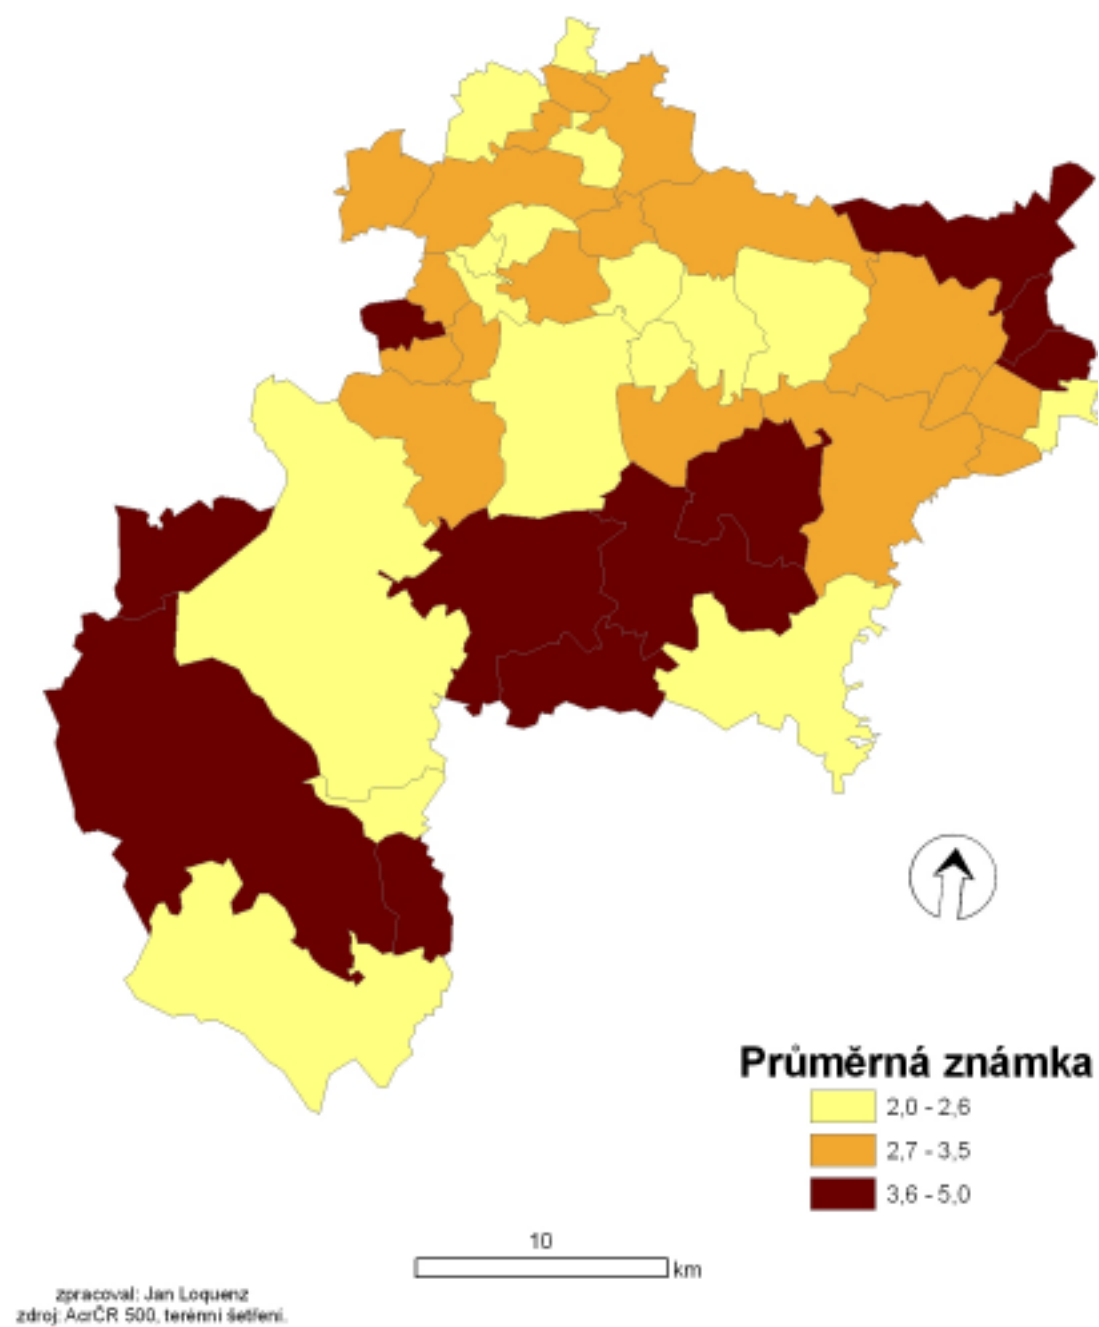 Průměrná známka
2,0 - 2,6
2,7 - 3,5
3,6 - 5,0
10
km
zpracoval: Jan Loquenz
zdroj: AcrČR 500, terénní šetření.